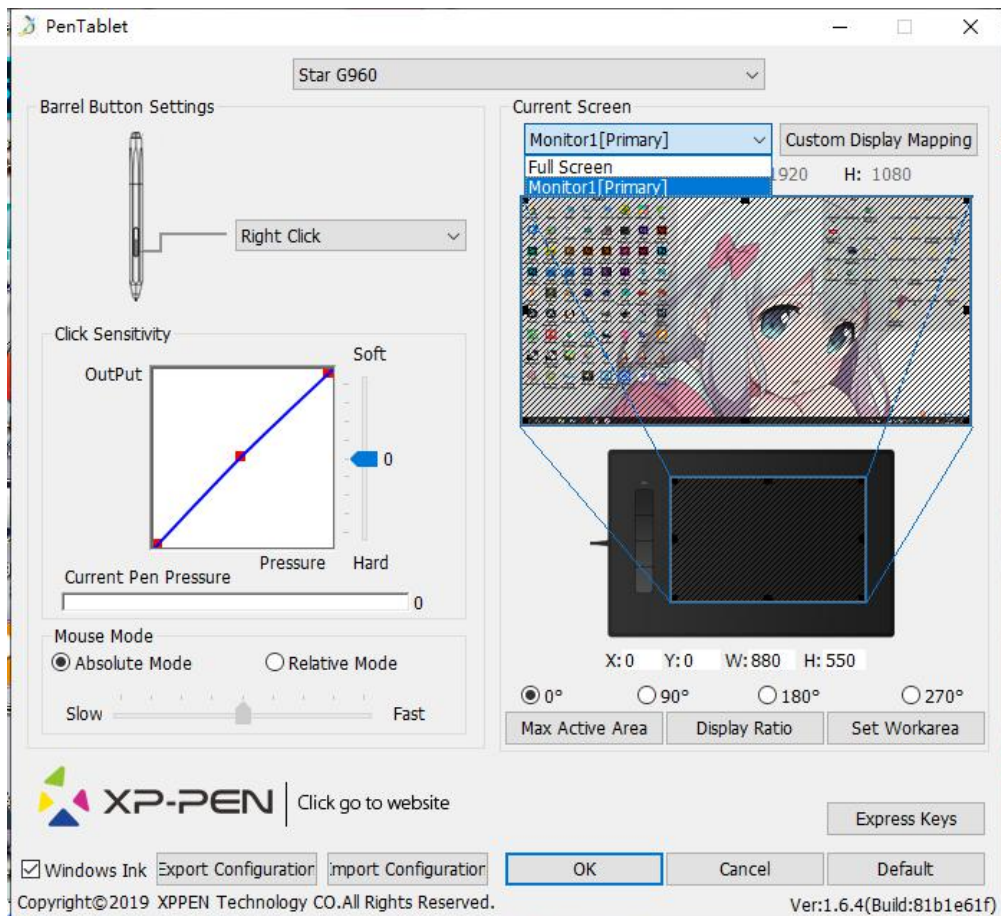 PenTablet
Star G960
Barrel Button Settings
Right Click
Click Sensitivity
OutPut
Soft
0
Pressure
Hard
Current Pen Pressure
0
Mouse Mode
Absolute Mode
Relative Mode
Slow
Fast
Current Screen
Monitor1[Primary]
Custom Display Mapping
Full Screen
1920 H: 1080
Monitor1[Primary]
X: 0 Y: 0 W: 880 H: 550
0° 90° 180° 270°
Max Active Area
Display Ratio
Set Workarea
XP-PEN
Click go to website
Express Keys
Windows Ink
Export Configuration
Import Configuration
OK
Cancel
Default
Copyright©2019 XPPEN Technology CO.All Rights Reserved.
Ver:1.6.4(Build:81b1e61f)